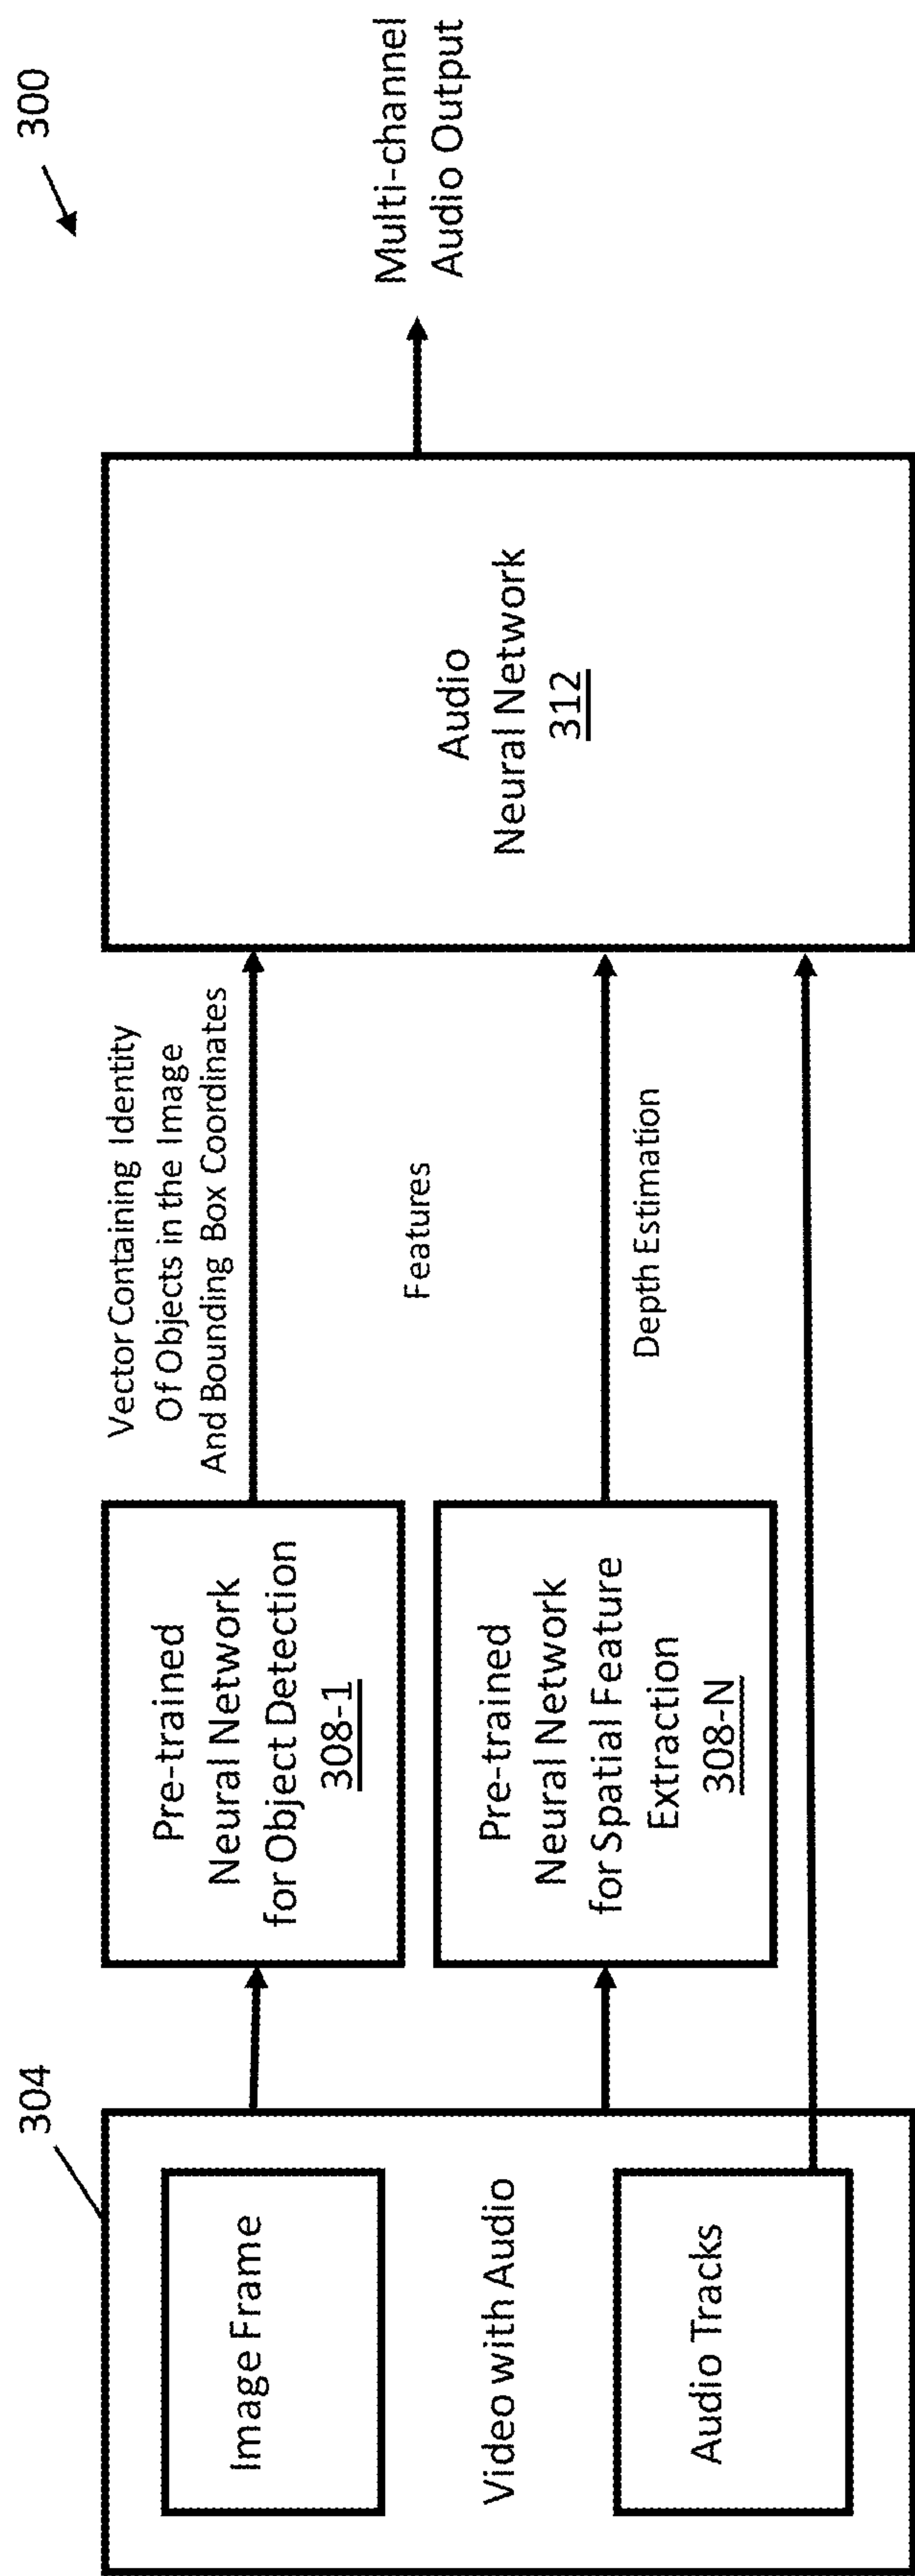 300
304
Image Frame
Video with Audio
Audio Tracks
Pre-trained
Neural Network
for Object Detection
308-1
Pre-trained
Neural Network
for Spatial Feature
Extraction
308-N
Vector Containing Identity
Of Objects in the Image
And Bounding Box Coordinates
Features
Depth Estimation
Audio
Neural Network
312
Multi-channel
Audio Output